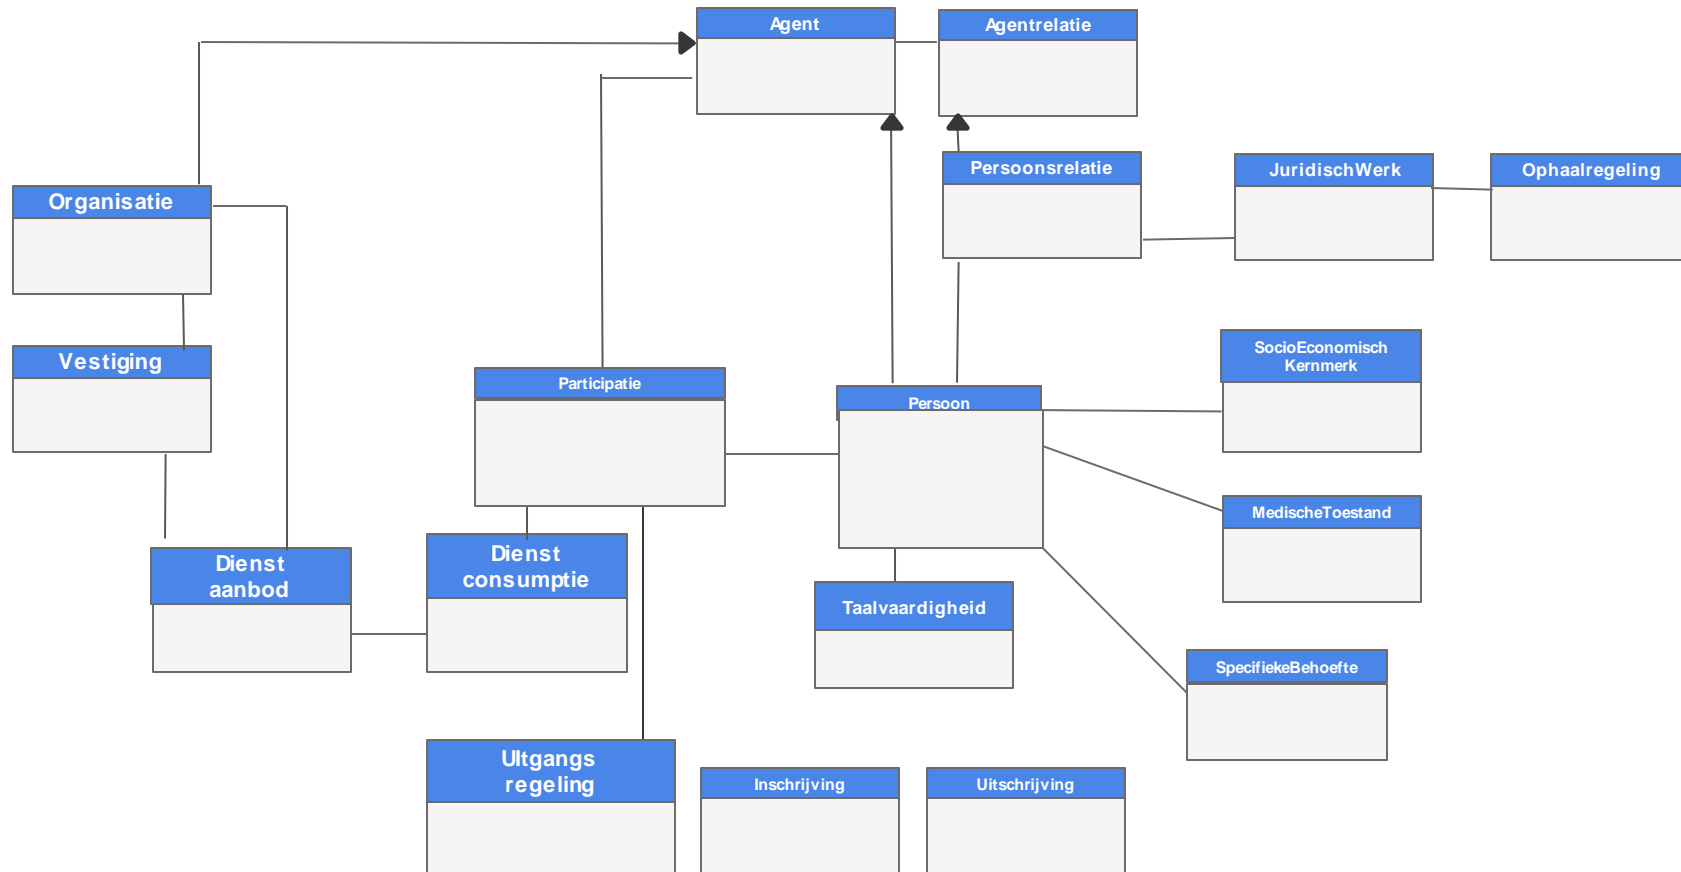 Agent
Agentrelatie
Persoonsrelatie
JuridischWerk
Ophaalregeling
Organisatie
Vestiging
SocioEconomisch
Kernmerk
Participatie
Persoon
MedischeToestand
Dienst
aanbod
Dienst
consumptie
Taalvaardigheid
SpecifiekeBehoefte
UItgangs
regeling
Inschrijving
Uitschrijving